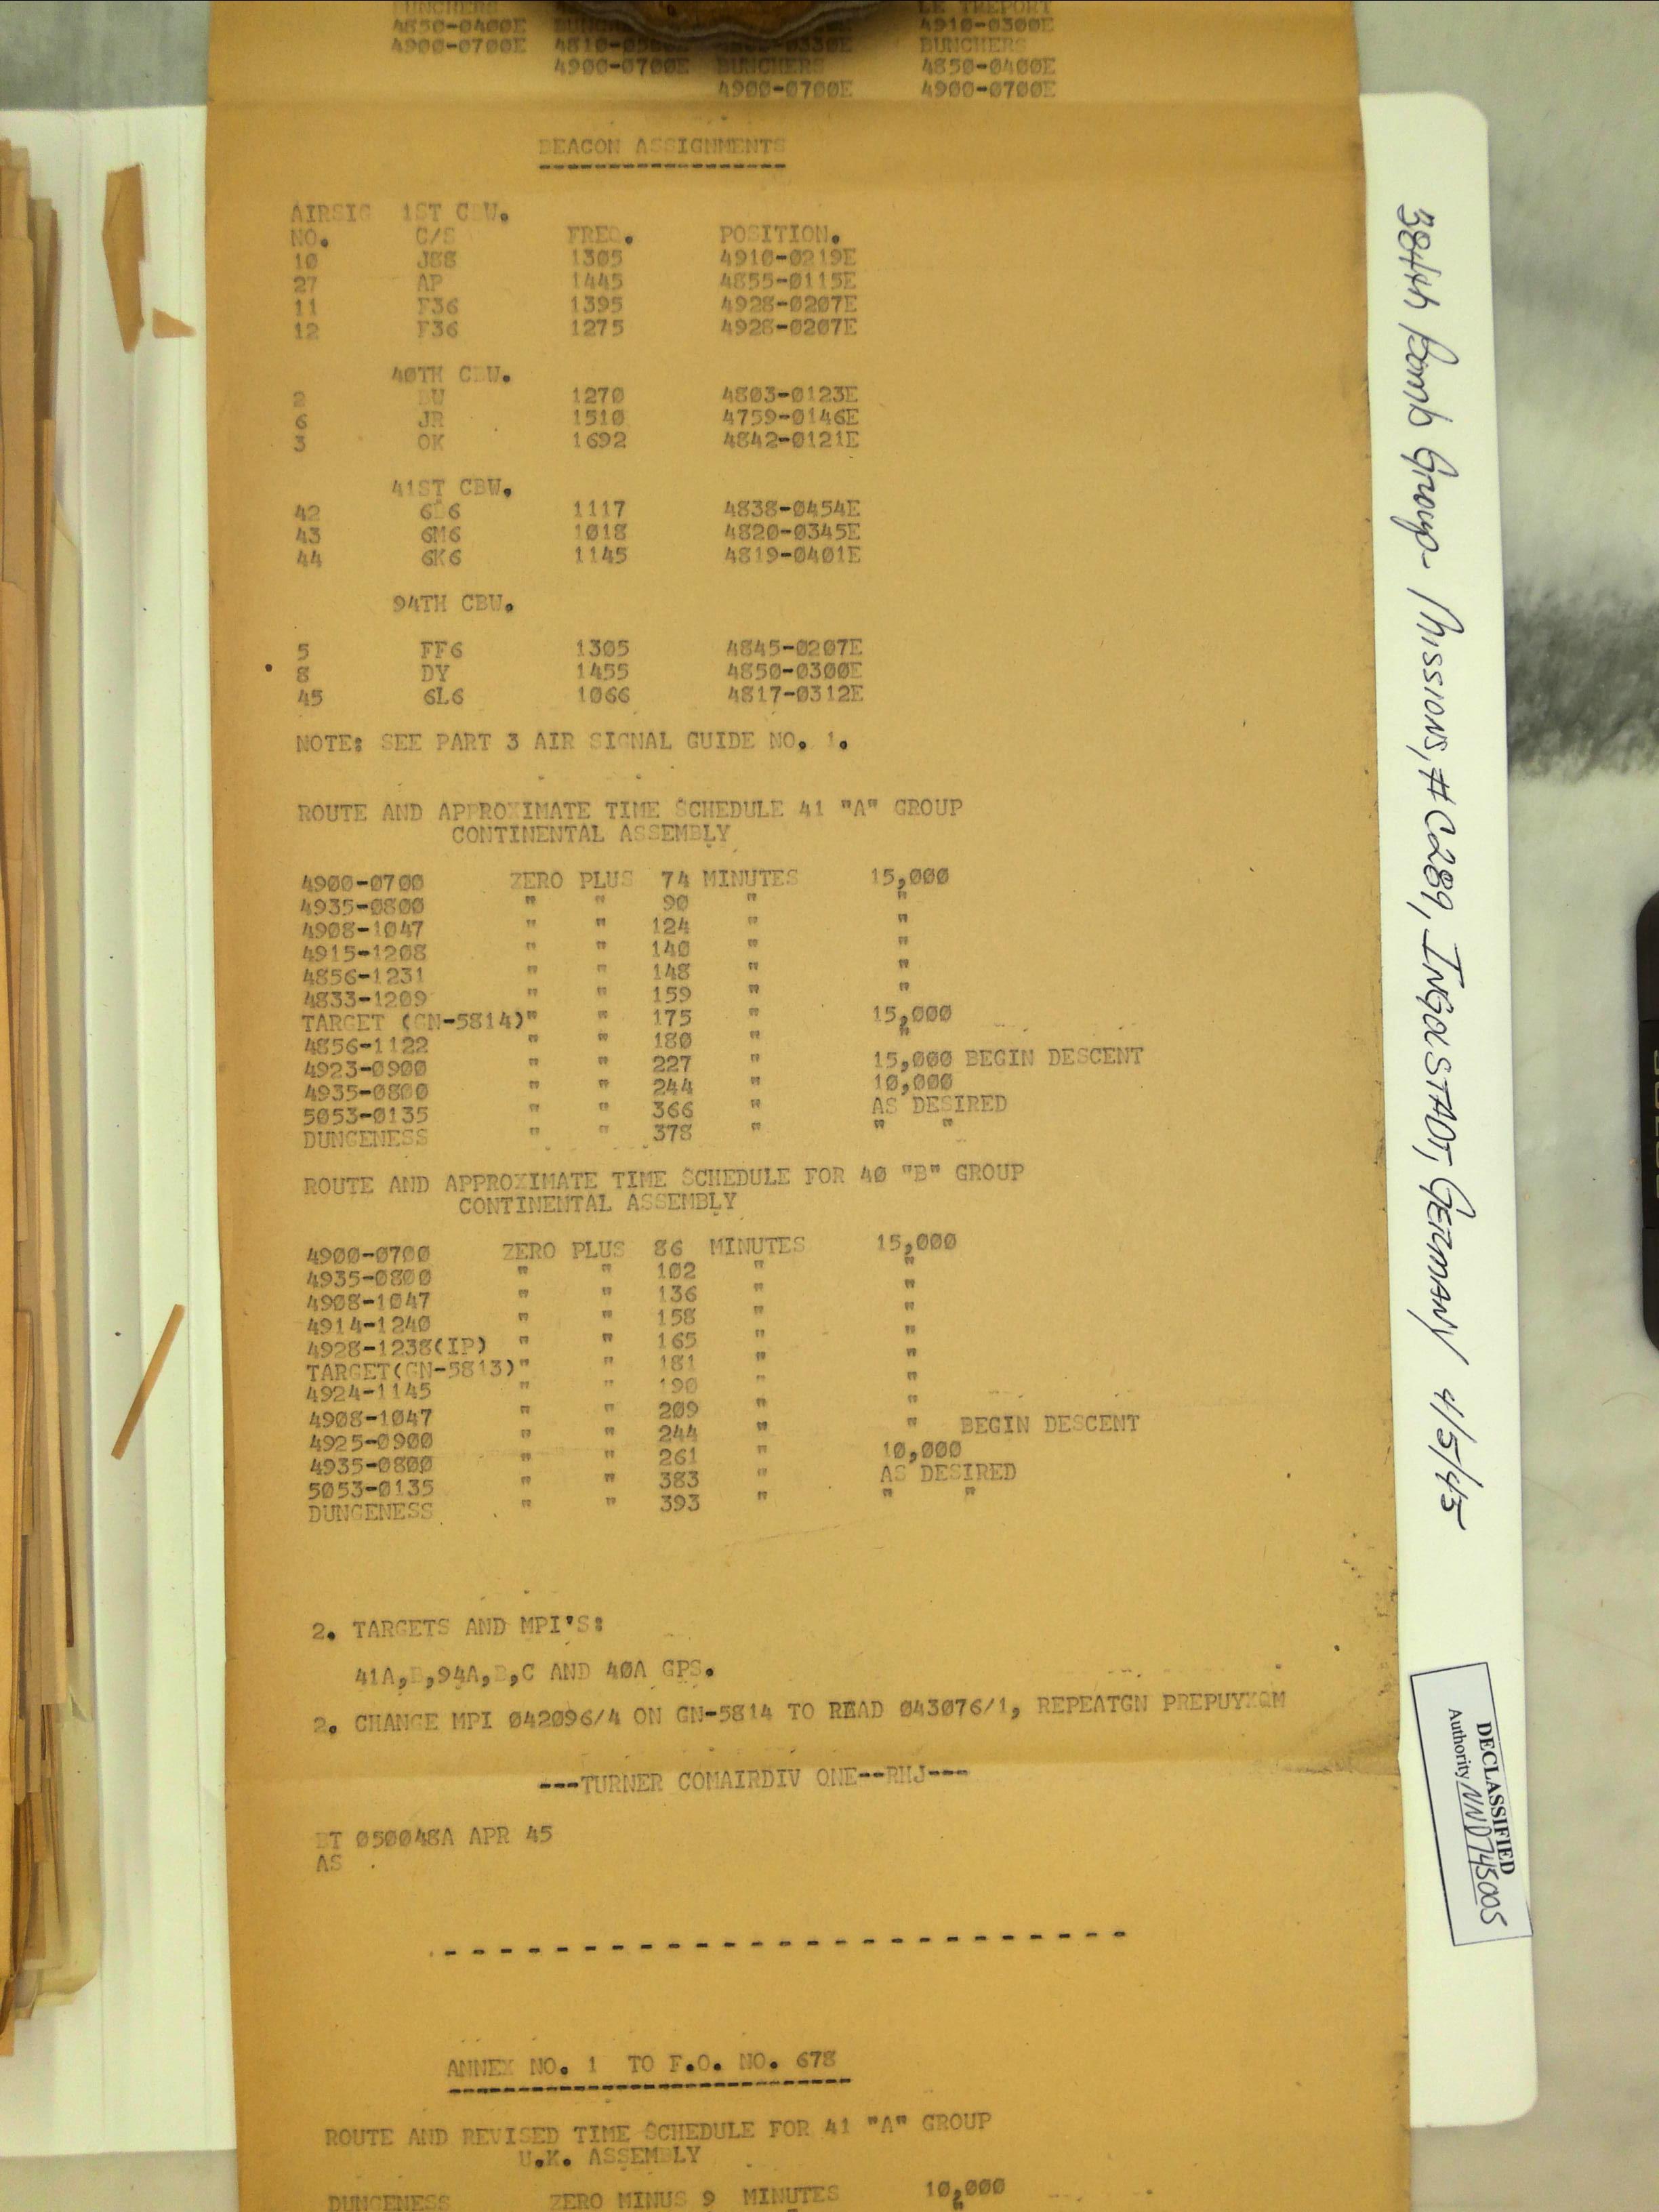 BUNCHERS LE TREPORT
4850-0400E 4910-0300E
4900-0700E BUNCHERS
4900-0700E BUNCHERS 4850-0400E
4900-0700E 4900-0700E
BEACON ASSIGNMENTS
AIRSIG 1ST CBW.
NO. C/S FREQ. POSITION.
10 J88 1305 4910-0219E
27 AP 1445 4855-0115E
11 F36 1395 4928-0207E
12 F36 1275 4928-0207E
40TH CBW.
2 1270 4803-0123E
6 JR 1510 4759-0146E
3 OK 1692 4842-0121E
41ST CBW.
42 1117 4838-0454E
43 6M6 1018 4820-0345E
44 6K6 1145 4819-0401E
94TH CBW.
5 FF6 1305 4845-0207E
8 DY 1455 4850-0300E
45 6L6 1066 4817-0312E
NOTE: SEE PART 3 AIR SIGNAL GUIDE NO. 1.
ROUTE AND APPROXIMATE TIME SCHEDULE 41 "A" GROUP
CONTINENTAL ASSEMBLY
4900-0700 ZERO PLUS 74 MINUTES 15,000
4935-0800 " " 90 " "
4908-1047 " " 124 " "
4915-1208 " " 140 " "
4856-1231 " " 148 " "
4833-1209 " " 159 " "
TARGET (GN-5814)" " 175 " 15,000
4856-1122 " " 180 " "
4923-0900 " " 227 " 15,000 BEGIN DESCENT
4935-0800 " " 244 " 10,000
5053-0135 " " 366 " AS DESIRED
DUNGENESS " " 378 " " "
ROUTE AND APPROXIMATE TIME SCHEDULE FOR 40 "B" GROUP
CONTINENTAL ASSEMBLY
4900-0700 ZERO PLUS 86 MINUTES 15,000
4935-0800 " " 102 " "
4908-1047 " " 136 " "
4914-1240 " " 158 " "
4928-1238(IP) " " 165 " "
TARGET(GN-5813)" " 181 " "
4924-1145 " " 190 " "
4908-1047 " " 209 " "
4925-0900 " " 244 " " BEGIN DESCENT
4935-0800 " " 261 " 10,000
5053-0135 " " 383 " AS DESIRED
DUNGENESS " " 393 " " "
2. TARGETS AND MPI'S:
41A,B,94A,B,C AND 40A GPS.
2. CHANGE MPI 042096/4 ON GN-5814 TO READ 043076/1, REPEATGN PREPUYXQM
---TURNER COMAIRDIV ONE--RHJ---
BT 050048A APR 45
AS
ANNEX NO. 1 TO F.O. NO. 678
ROUTE AND REVISED TIME SCHEDULE FOR 41 "A" GROUP
U.K. ASSEMBLY
DUNGENESS ZERO MINUS 9 MINUTES 10,000
384th Bomb Group - Missions, # C289, INGOLSTADT, GERMANY 4/5/45
DECLASSIFIED
Authority NND745005